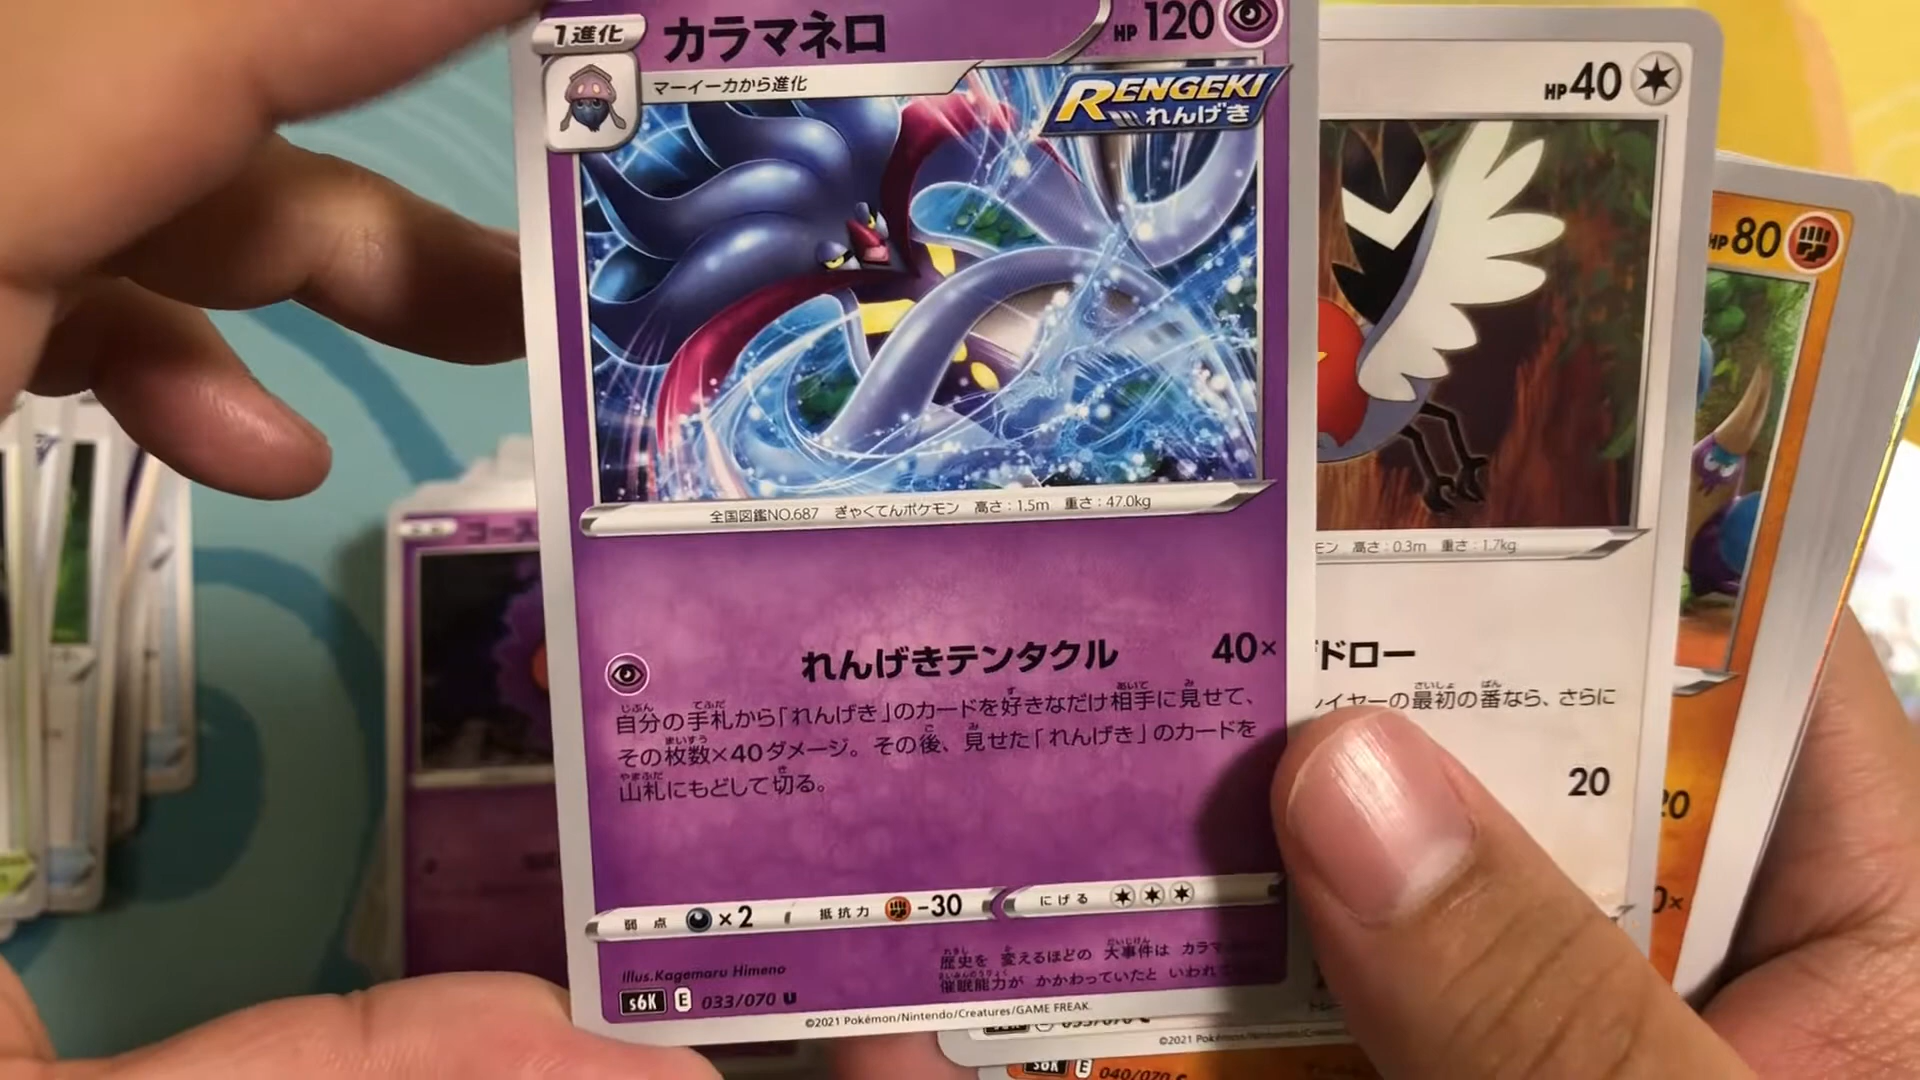 1進化
カラマネロ
HP120
マーイーカから進化
RENGEKI
れんげき
全国図鑑NO.687 ぎゃくてんポケモン 高さ:1.5m 重さ:47.0kg
れんげきテンタクル 40×
自分の手札から「れんげき」のカードを好きなだけ相手に見せて、
その枚数×40ダメージ。その後、見せた「れんげき」のカードを
山札にもどして切る。
弱点 ×2 抵抗力 -30 にげる
Illus.Kagemaru Himeno
歴史を 変えるほどの 大事件は カラマ
催眠能力が かかわっていたと いわれ
s6K E 033/070 U
©2021 Pokémon/Nintendo/Creatures/GAME FREAK.
HP40
モン 高さ:0.3m 重さ:1.7kg
ドロー
イヤーの最初の番なら、さらに
20
©2021
HP80
20
0×
s6K E 040/070 C